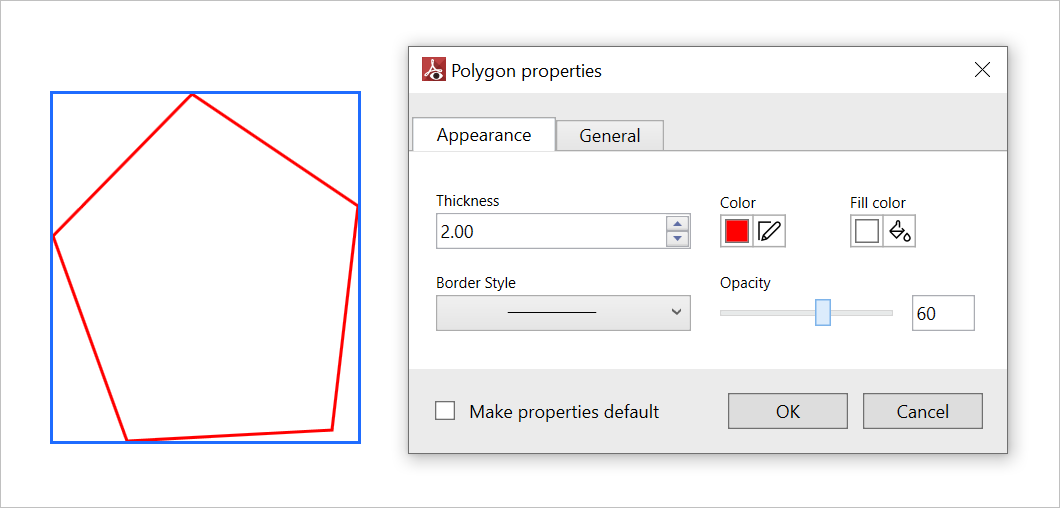 Polygon properties
Appearance
General
Thickness
Color
Fill color
2.00
Border Style
Opacity
60
Make properties default
OK
Cancel